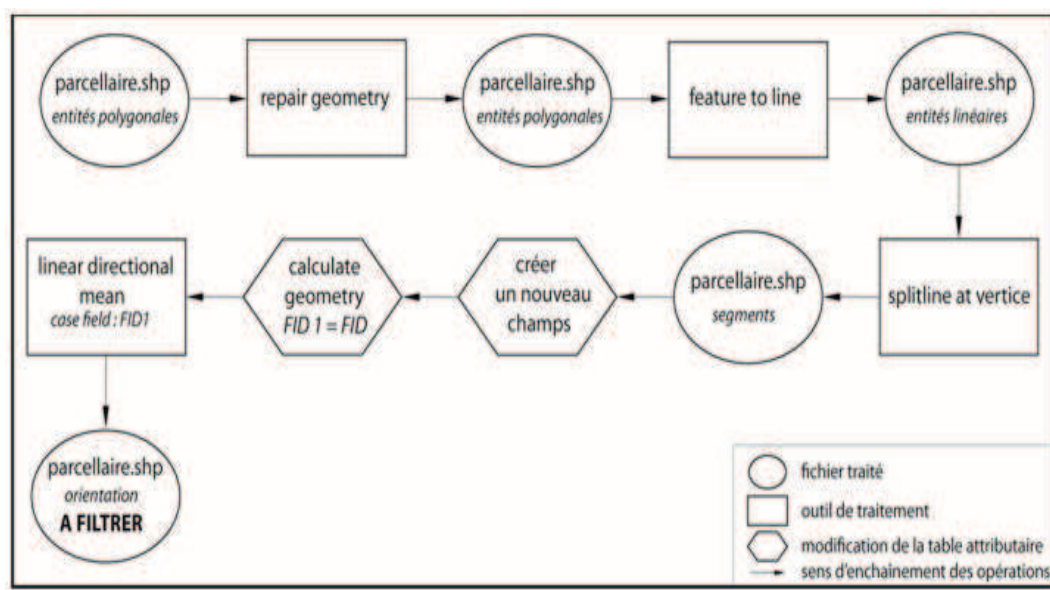 parcellaire.shp
entités polygonales
repair geometry
parcellaire.shp
entités polygonales
feature to line
parcellaire.shp
entités linéaires
splitline at vertice
parcellaire.shp
segments
créer
un nouveau
champs
calculate
geometry
FID 1 = FID
linear directional
mean
case field : FID1
parcellaire.shp
orientation
A FILTRER
fichier traité
outil de traitement
modification de la table attributaire
sens d'enchaînement des opérations